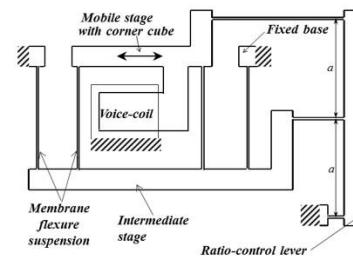 Mobile stage
with corner cube
Fixed base
Voice-coil
a
a
Membrane
flexure
suspension
Intermediate
stage
Ratio-control lever